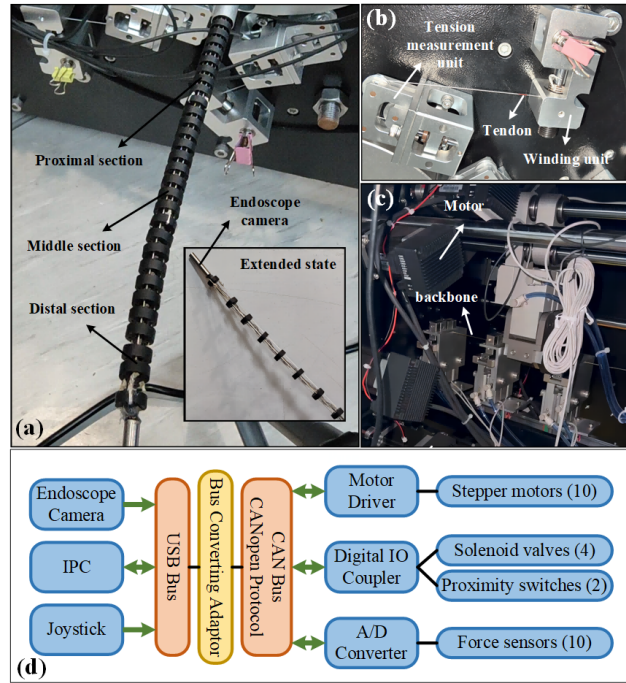 (a)
Proximal section
Middle section
Distal section
Endoscope
camera
Extended state
(b)
Tension
measurement
unit
Tendon
Winding unit
(c)
Motor
backbone
(d)
Endoscope
Camera
IPC
Joystick
USB Bus
Bus Converting Adaptor
CAN Bus
CANopen Protocol
Motor
Driver
Digital IO
Coupler
A/D
Converter
Stepper motors (10)
Solenoid valves (4)
Proximity switches (2)
Force sensors (10)